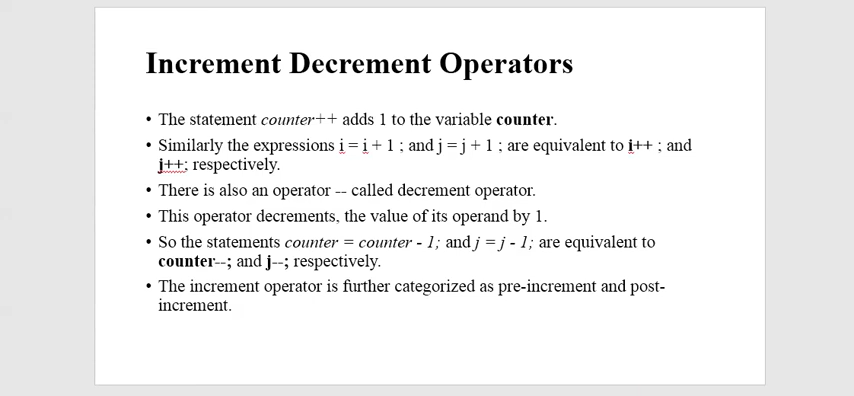 Increment Decrement Operators
• The statement counter++ adds 1 to the variable counter.
• Similarly the expressions i = i + 1 ; and j = j + 1 ; are equivalent to i++ ; and
j++; respectively.
• There is also an operator -- called decrement operator.
• This operator decrements, the value of its operand by 1.
• So the statements counter = counter - 1; and j = j - 1; are equivalent to
counter--; and j--; respectively.
• The increment operator is further categorized as pre-increment and post-
increment.